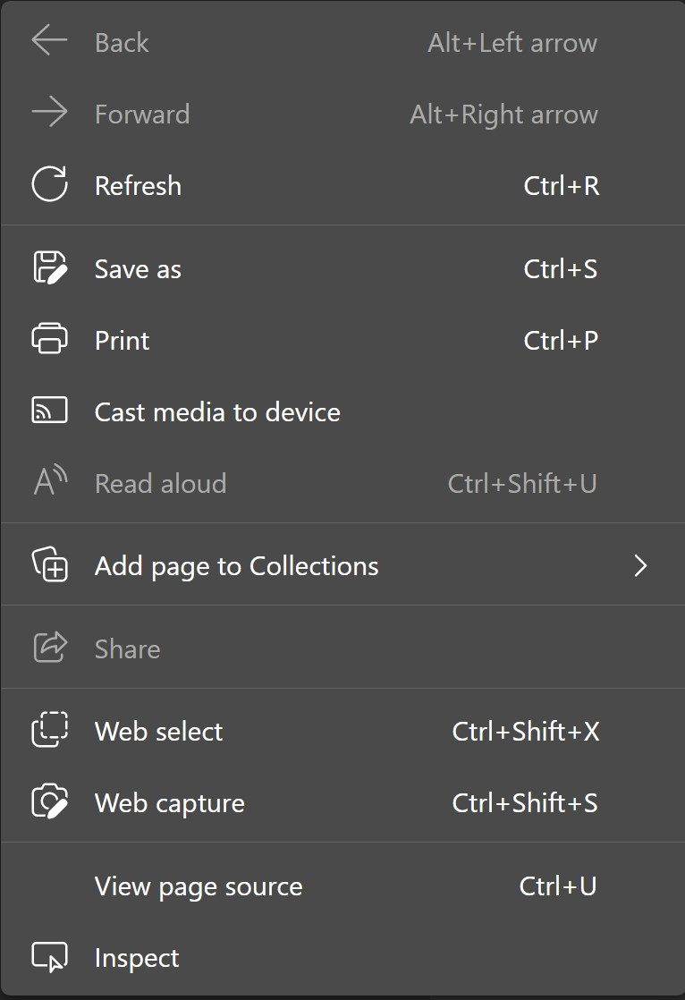 Back Alt+Left arrow
Forward Alt+Right arrow
Refresh Ctrl+R
Save as Ctrl+S
Print Ctrl+P
Cast media to device
Read aloud Ctrl+Shift+U
Add page to Collections
Share
Web select Ctrl+Shift+X
Web capture Ctrl+Shift+S
View page source Ctrl+U
Inspect